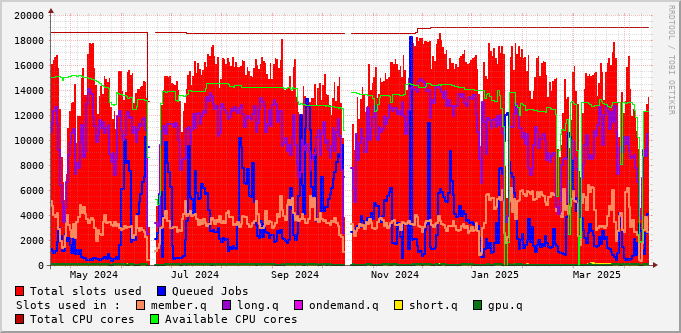 20000
18000
16000
14000
12000
10000
8000
6000
4000
2000
0
May 2024 Jul 2024 Sep 2024 Nov 2024 Jan 2025 Mar 2025
Total slots used Queued Jobs
Slots used in : member.q long.q ondemand.q short.q gpu.q
Total CPU cores Available CPU cores
RRDTOOL / TOBI OETIKER